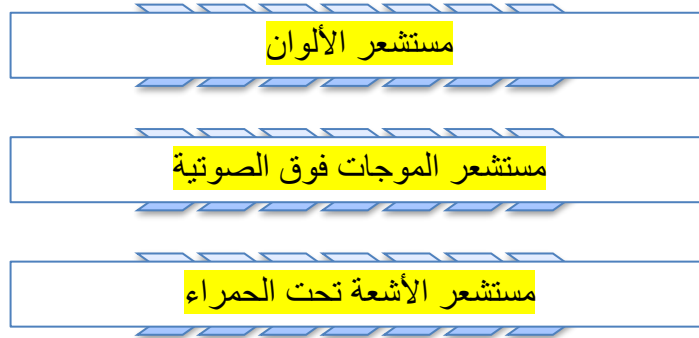 مستشعر الألوان
مستشعر الموجات فوق الصوتية
مستشعر الأشعة تحت الحمراء